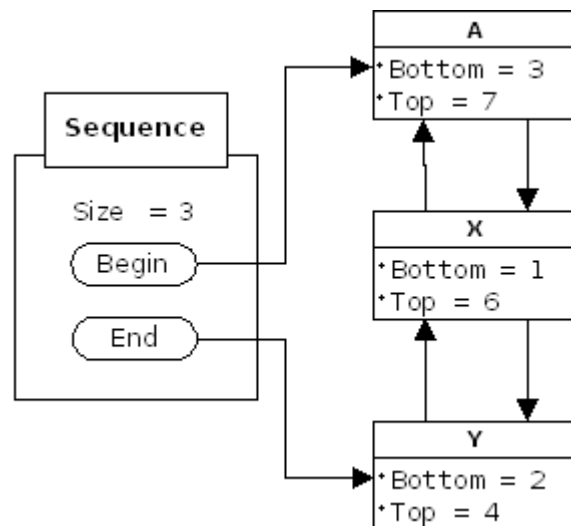 A
Bottom = 3
Top = 7
Sequence
Size = 3
Begin
End
X
Bottom = 1
Top = 6
Y
Bottom = 2
Top = 4